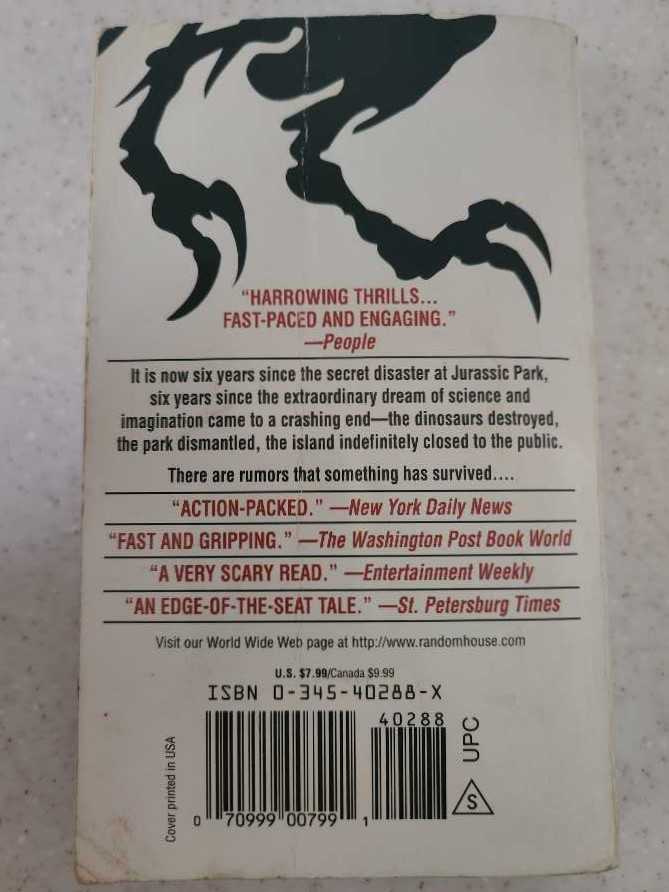 “HARROWING THRILLS...
FAST-PACED AND ENGAGING.”
—People
It is now six years since the secret disaster at Jurassic Park,
six years since the extraordinary dream of science and
imagination came to a crashing end—the dinosaurs destroyed,
the park dismantled, the island indefinitely closed to the public.
There are rumors that something has survived....
“ACTION-PACKED.” —New York Daily News
“FAST AND GRIPPING.” —The Washington Post Book World
“A VERY SCARY READ.” —Entertainment Weekly
“AN EDGE-OF-THE-SEAT TALE.” —St. Petersburg Times
Visit our World Wide Web page at http://www.randomhouse.com
U.S. $7.99/Canada $9.99
ISBN 0-345-40288-X
40288
UPC
S
Cover printed in USA
0 70999 00799 1